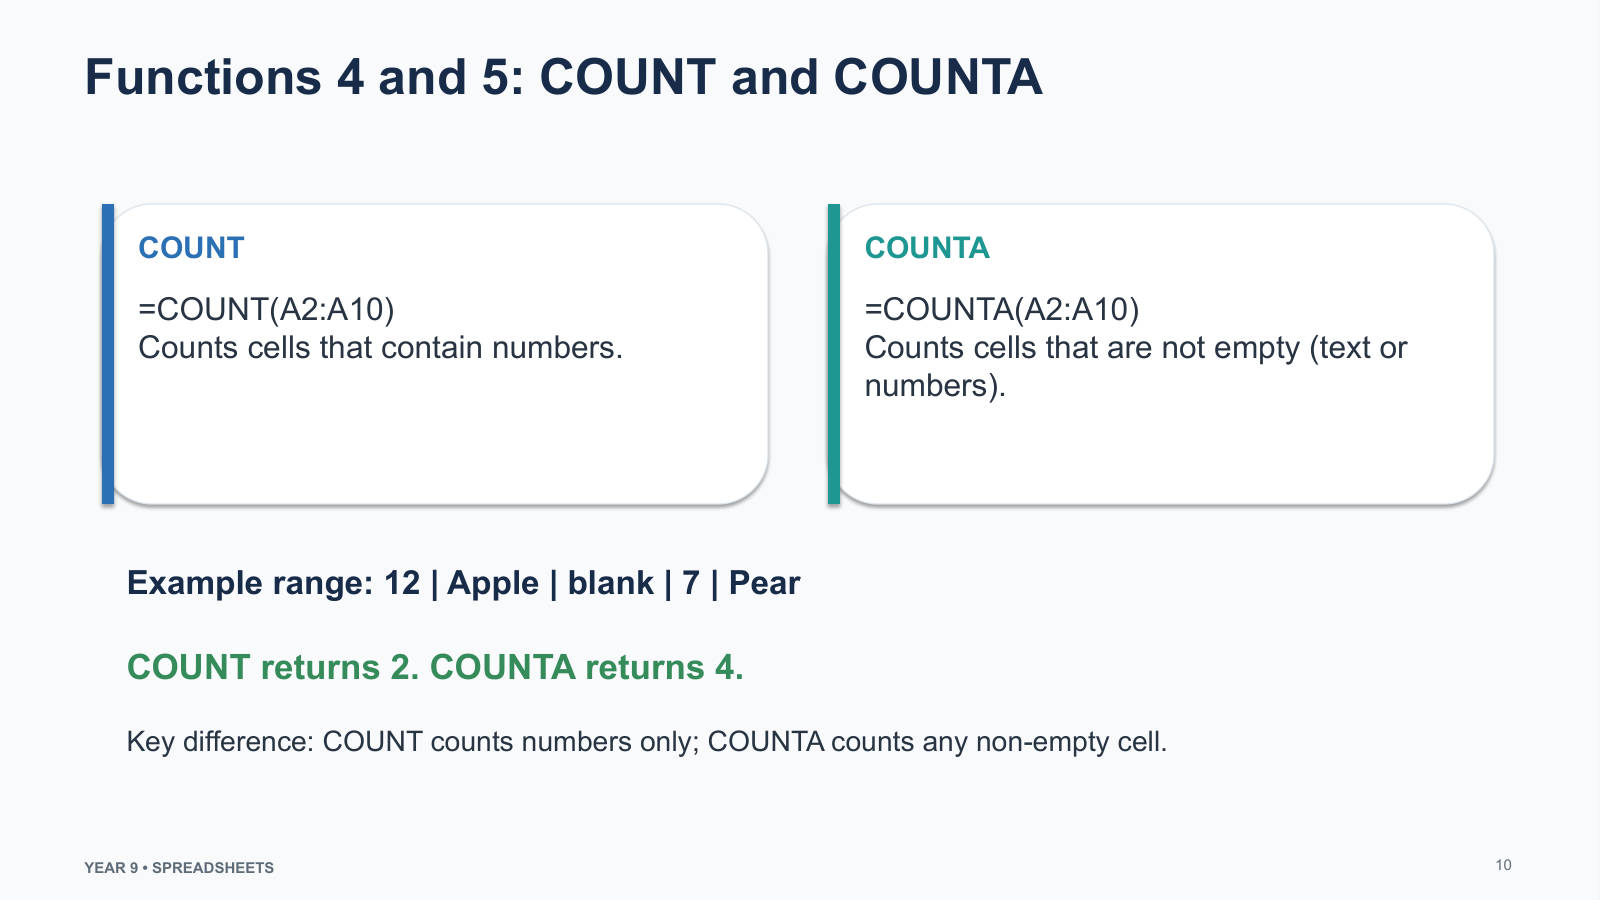 Functions 4 and 5: COUNT and COUNTA
COUNT
=COUNT(A2:A10)
Counts cells that contain numbers.
COUNTA
=COUNTA(A2:A10)
Counts cells that are not empty (text or
numbers).
Example range: 12 | Apple | blank | 7 | Pear
COUNT returns 2. COUNTA returns 4.
Key difference: COUNT counts numbers only; COUNTA counts any non-empty cell.
YEAR 9 • SPREADSHEETS
10